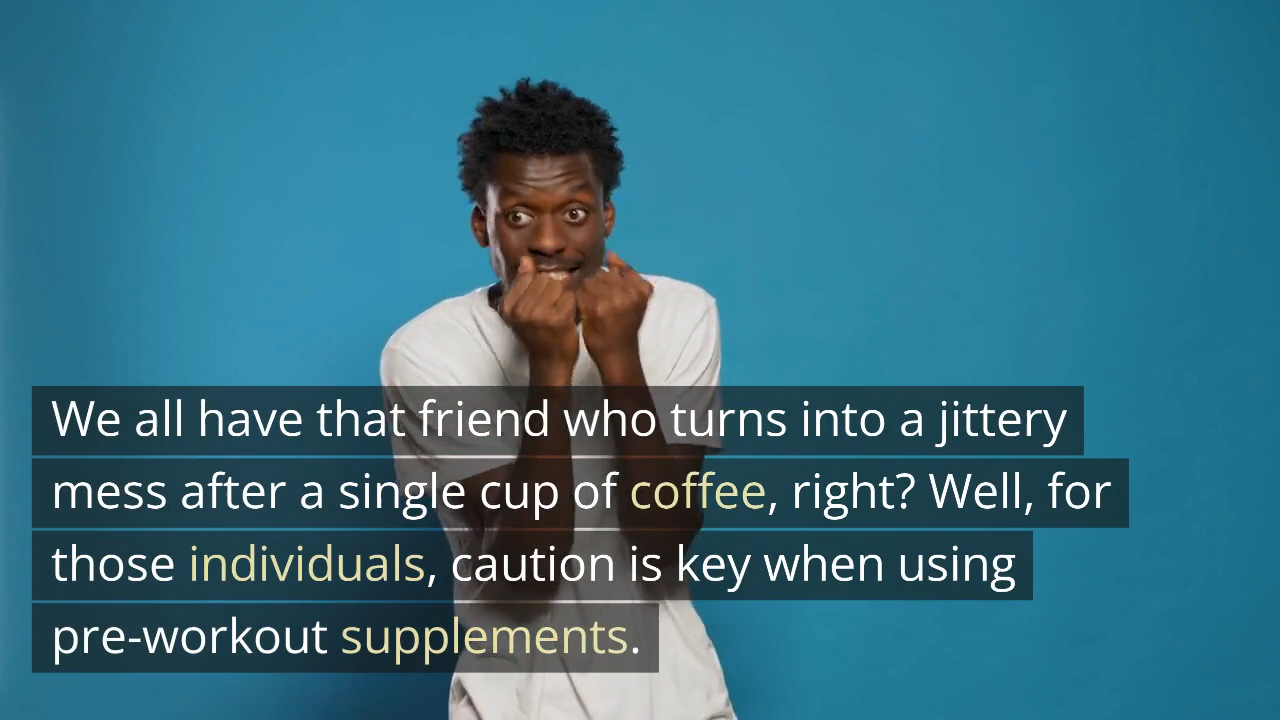 We all have that friend who turns into a jittery
mess after a single cup of coffee, right? Well, for
those individuals, caution is key when using
pre-workout supplements.